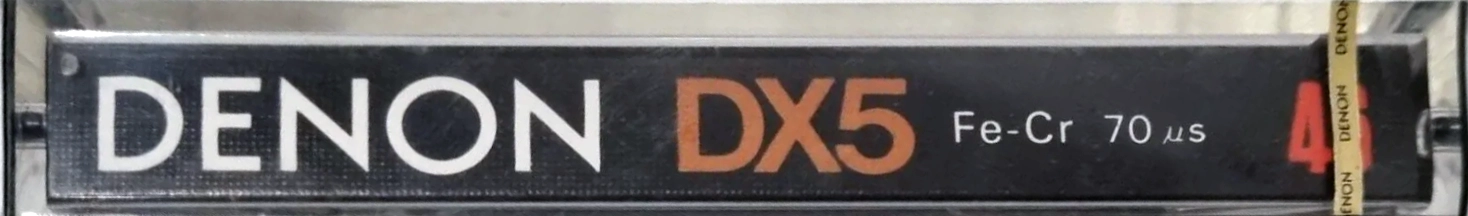 DENON DX5 Fe-Cr 70 μs 46
DENON DENON DENON